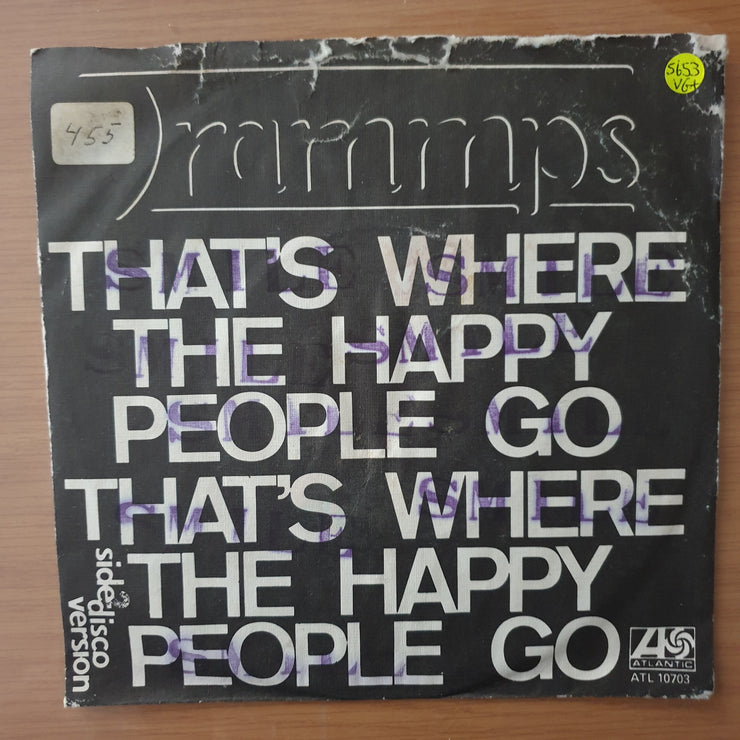 5653
VG+
455
Trammps
THAT'S WHERE
THE HAPPY
PEOPLE GO
THAT'S WHERE
THE HAPPY
PEOPLE GO
side 2 disco
version
ATLANTIC
ATL 10703